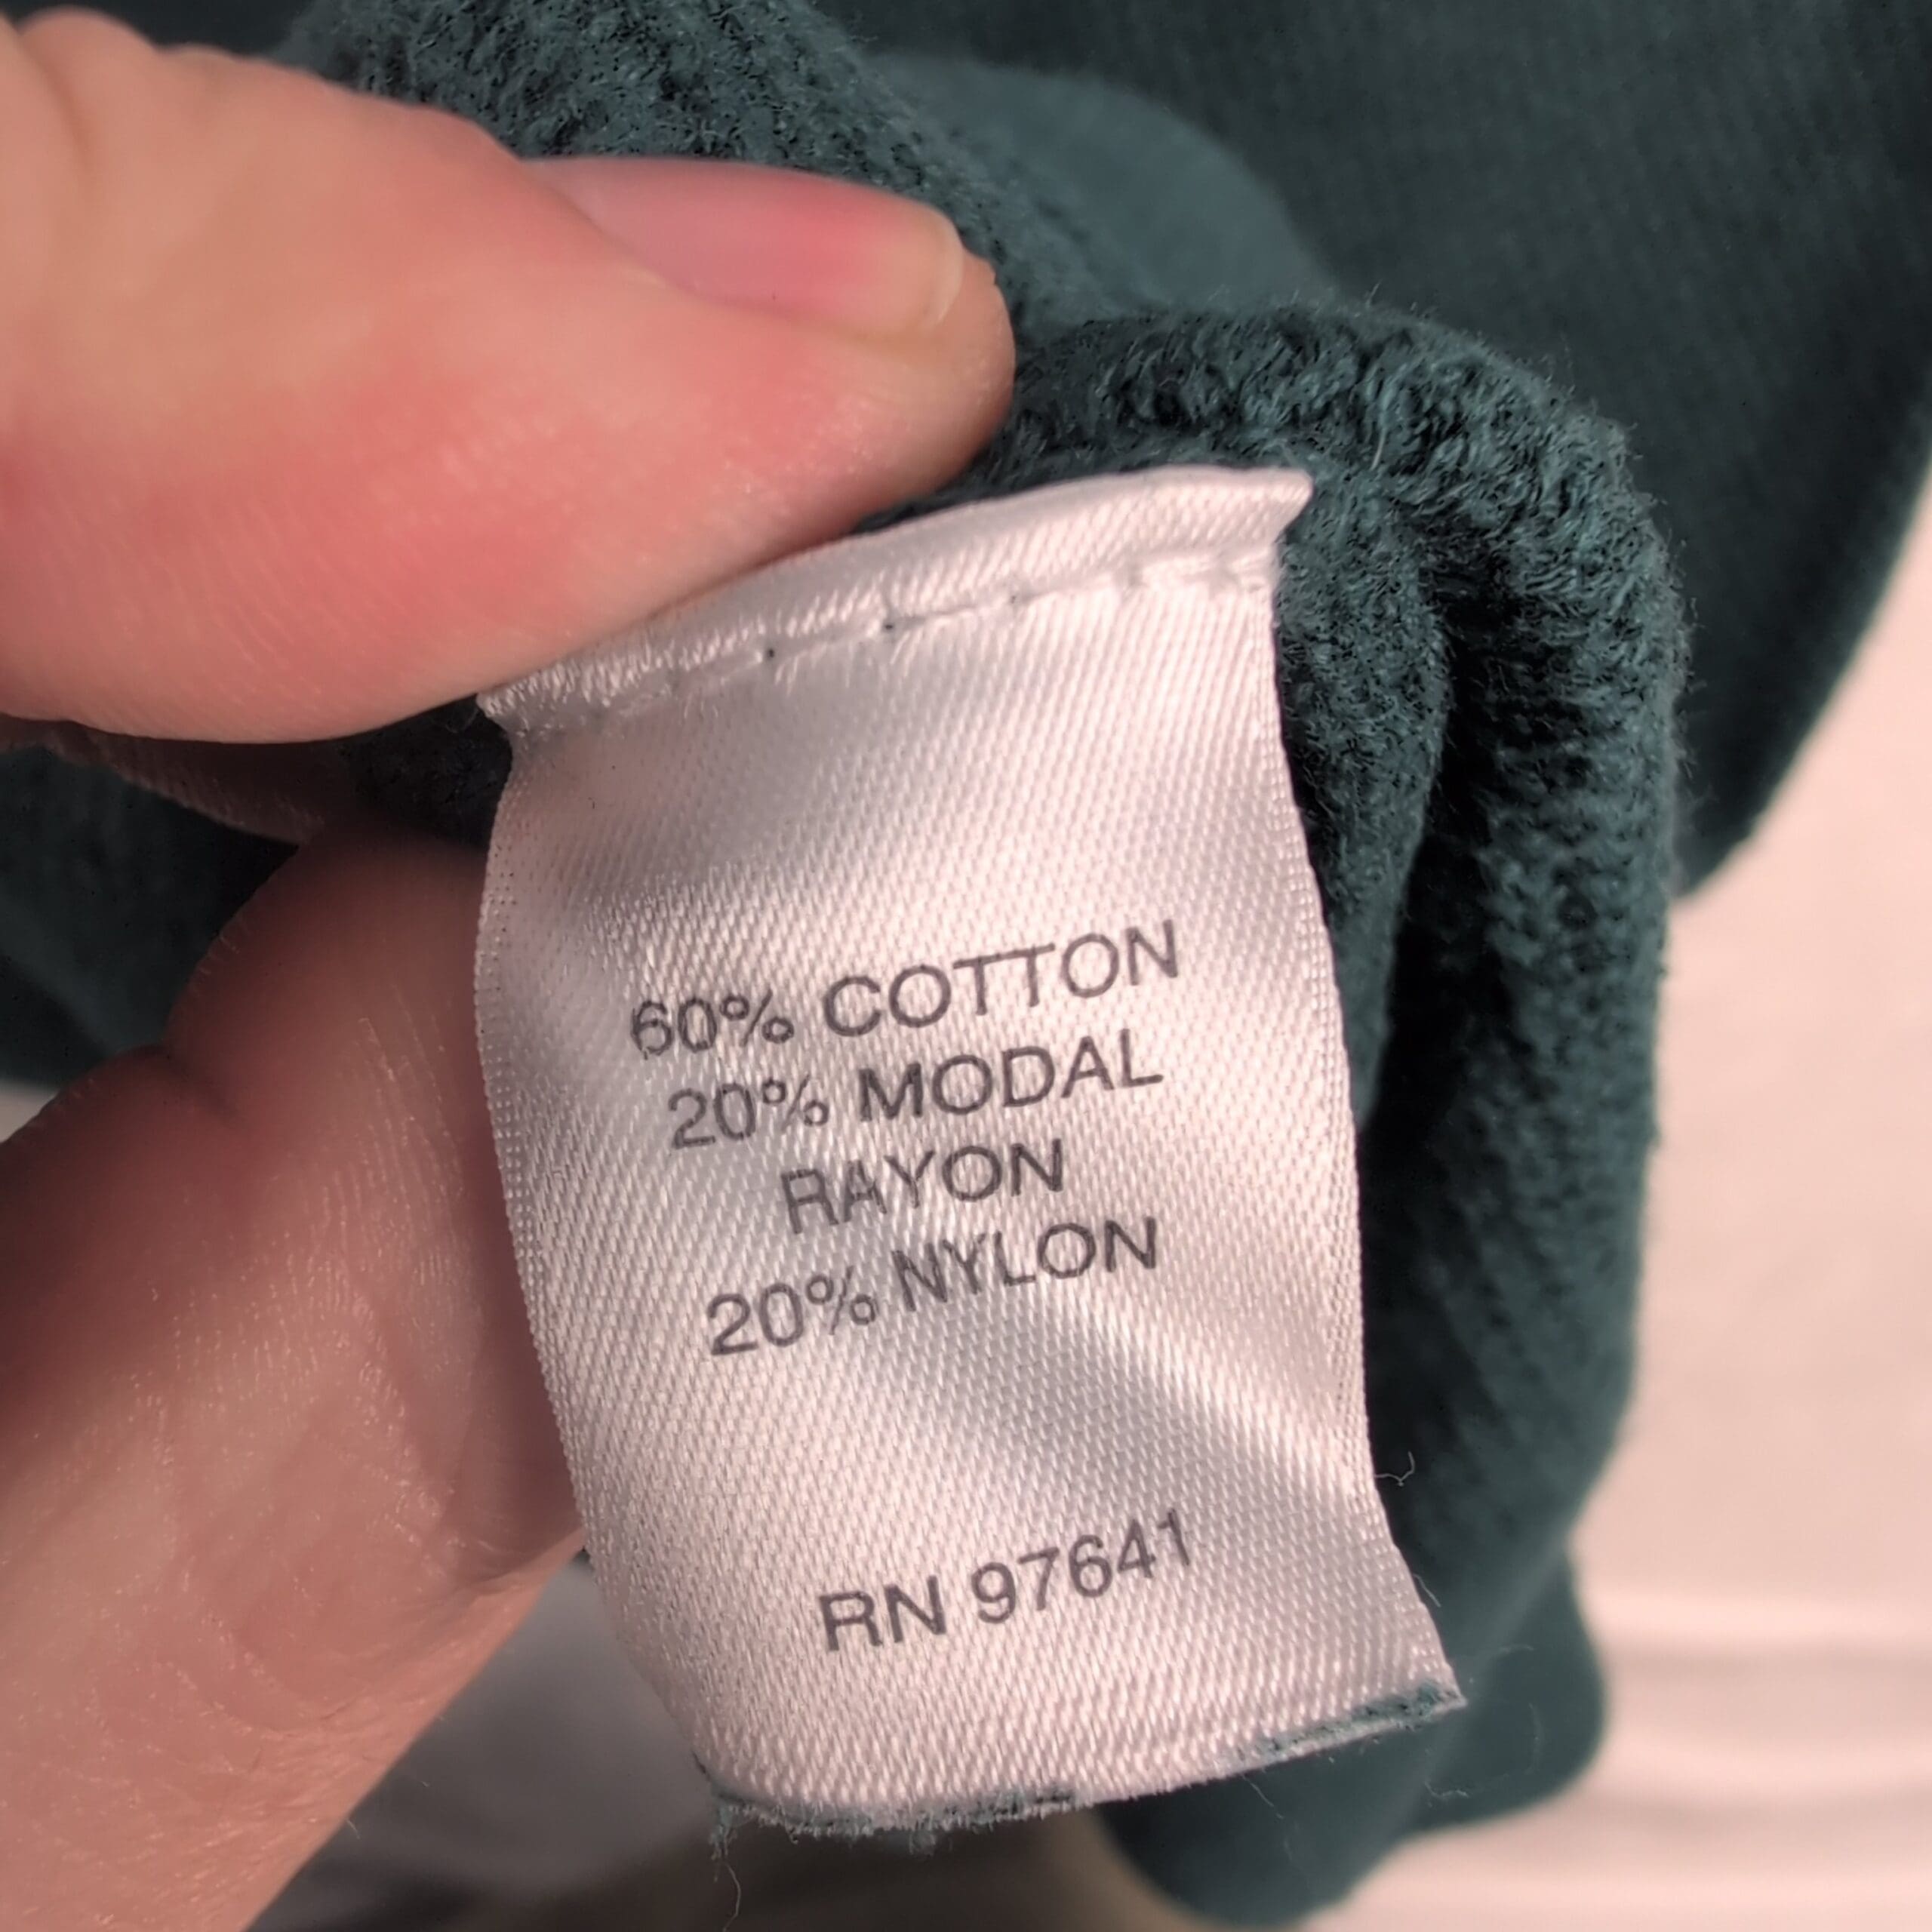 60% COTTON
20% MODAL
RAYON
20% NYLON
RN 97641